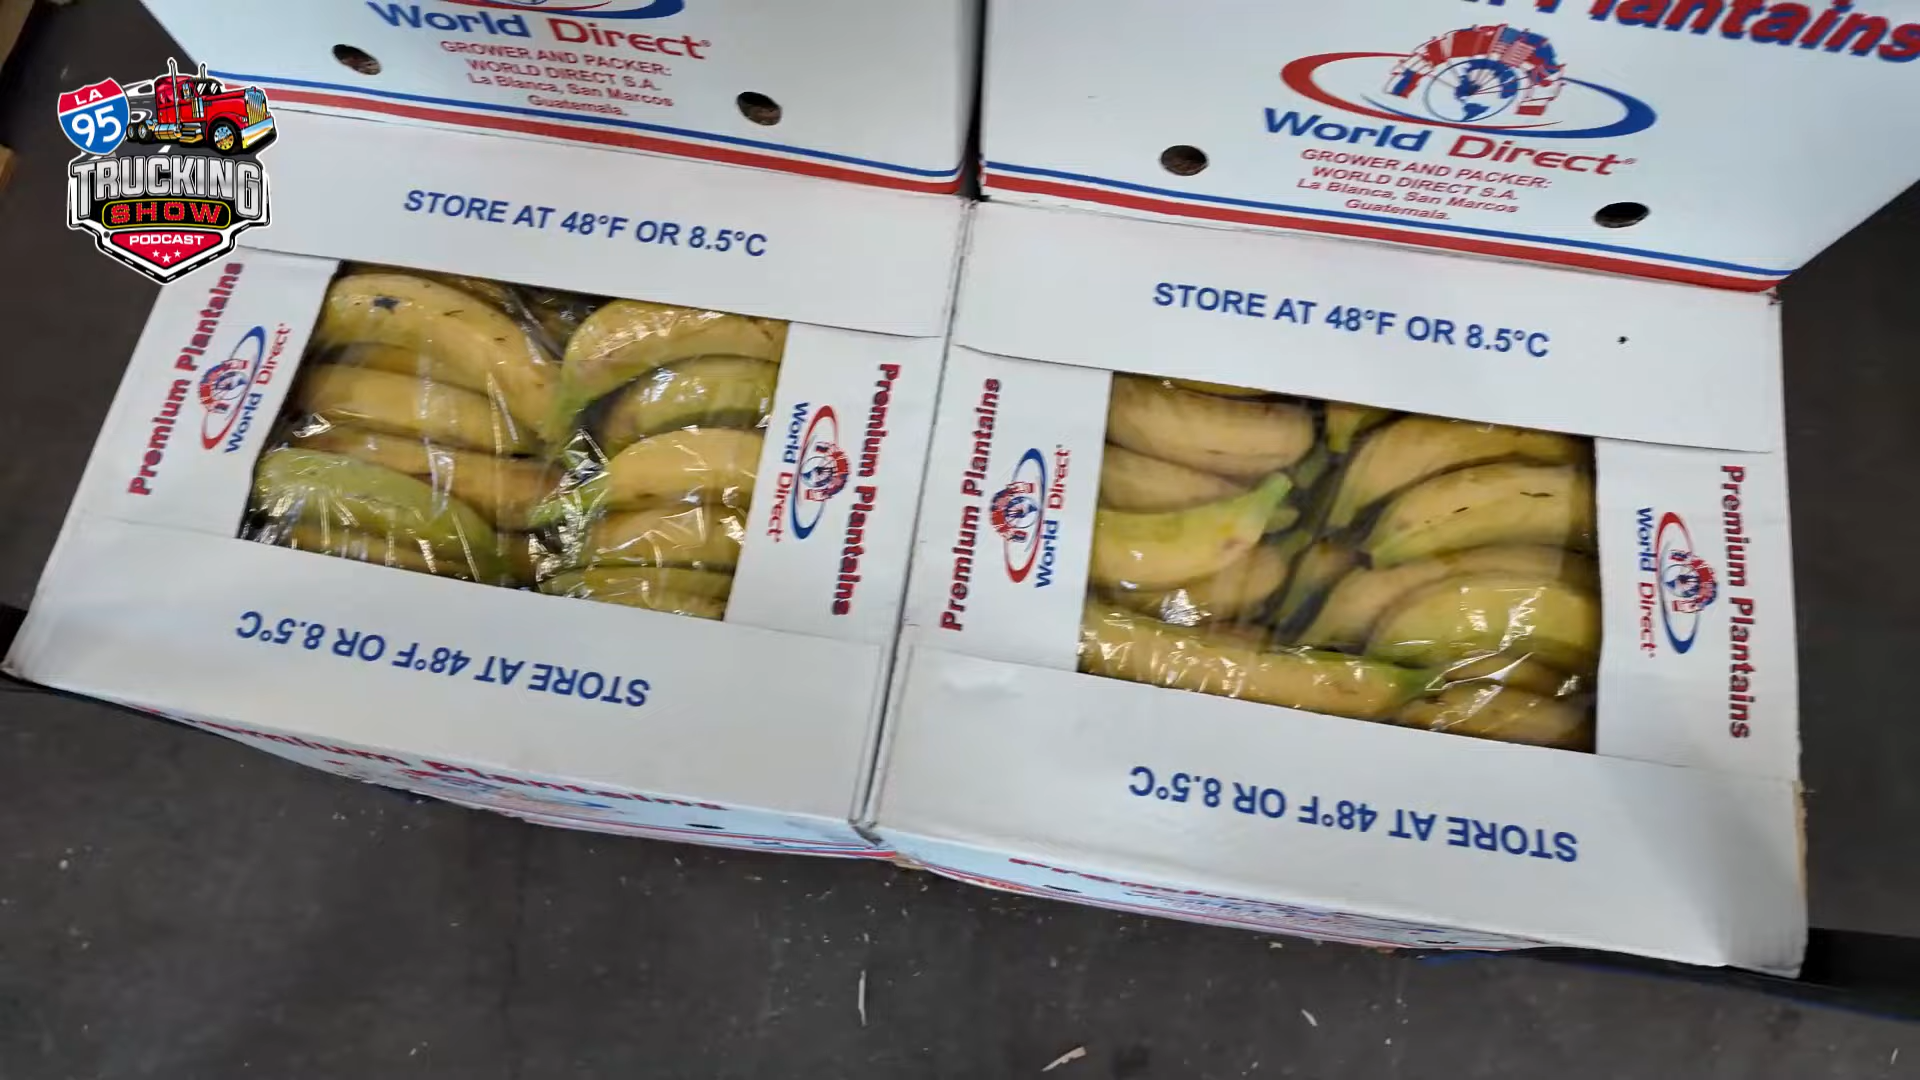 World Direct®
GROWER AND PACKER:
WORLD DIRECT S.A.
La Blanca, San Marcos
Guatemala.
Plantains
World Direct®
GROWER AND PACKER:
WORLD DIRECT S.A.
La Blanca, San Marcos
Guatemala.
LA
95
TRUCKING
SHOW
PODCAST
STORE AT 48°F OR 8.5°C
Premium Plantains
World Direct®
Premium Plantains
World Direct®
STORE AT 48°F OR 8.5°C
Premium Plantains
STORE AT 48°F OR 8.5°C
Premium Plantains
World Direct®
Premium Plantains
World Direct®
STORE AT 48°F OR 8.5°C